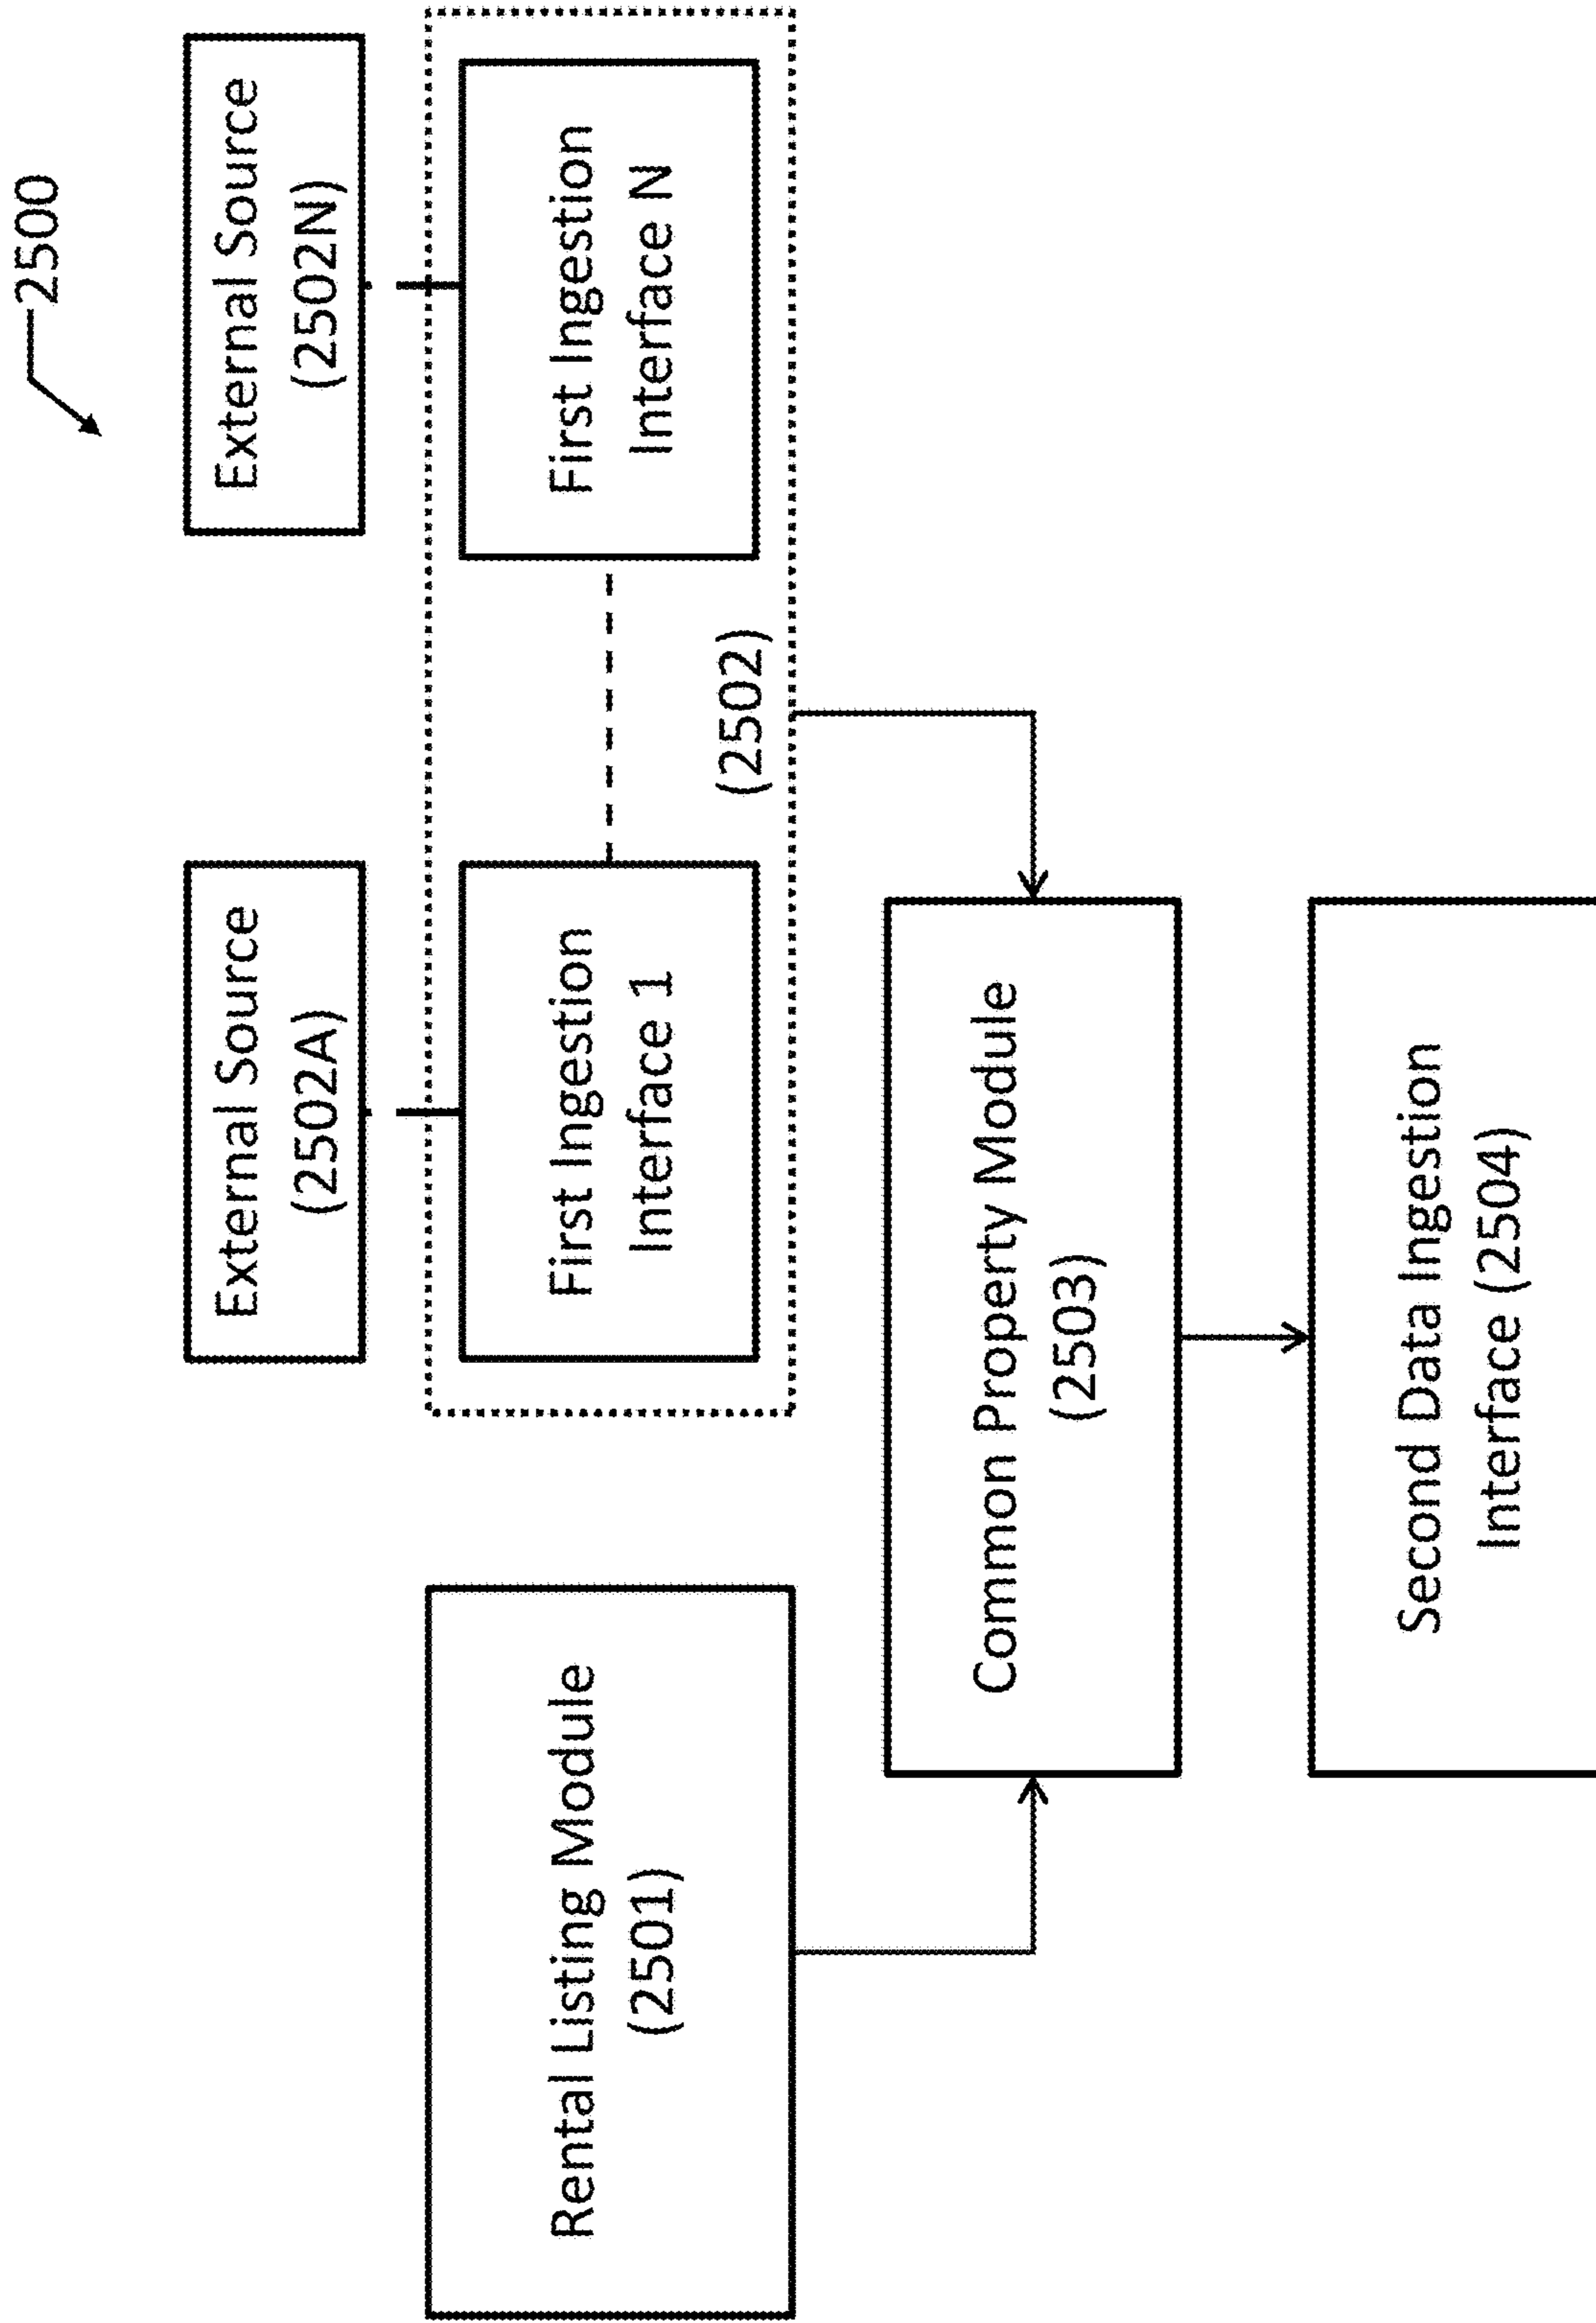 2500
External Source
(2502A)
External Source
(2502N)
Rental Listing Module
(2501)
First Ingestion
Interface 1
First Ingestion
Interface N
(2502)
Common Property Module
(2503)
Second Data Ingestion
Interface (2504)